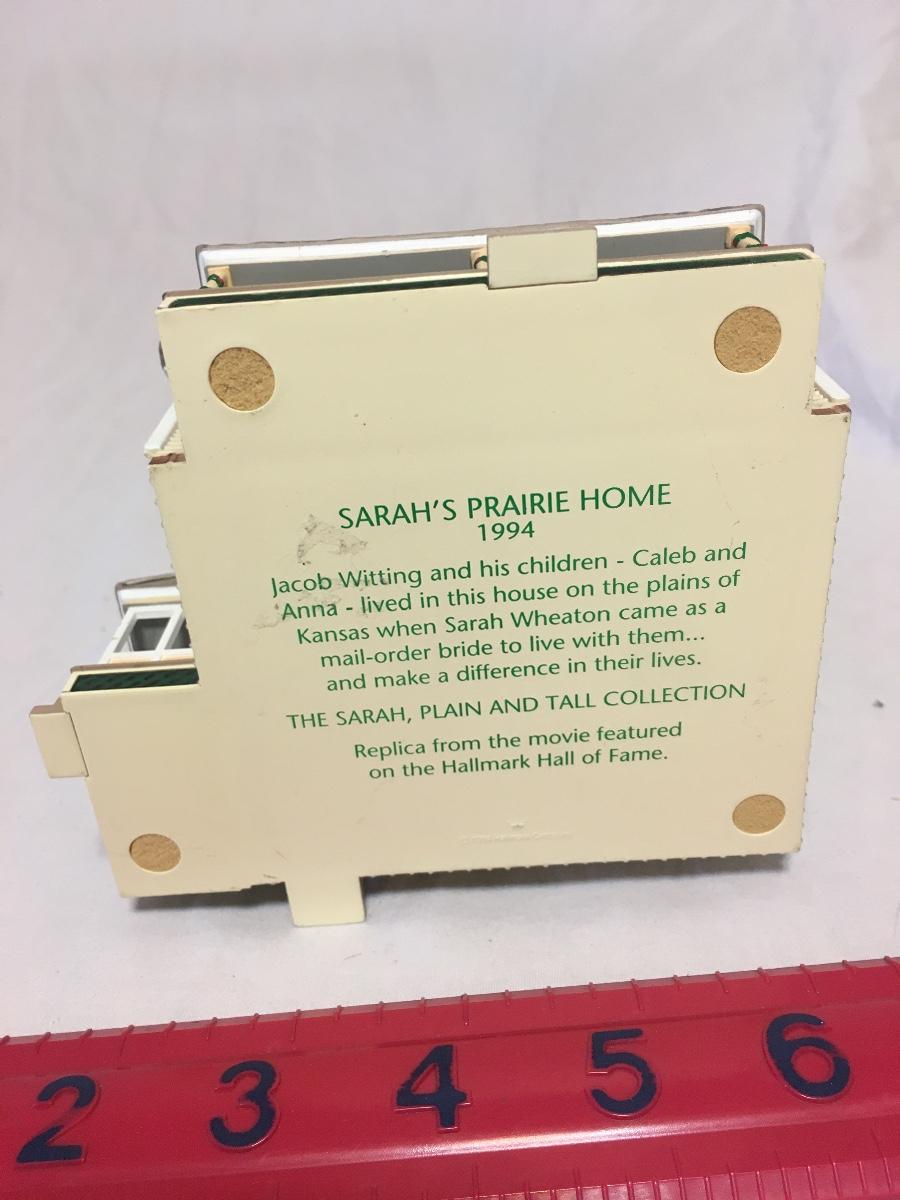 SARAH'S PRAIRIE HOME
1994
Jacob Witting and his children - Caleb and
Anna - lived in this house on the plains of
Kansas when Sarah Wheaton came as a
mail-order bride to live with them...
and make a difference in their lives.
THE SARAH, PLAIN AND TALL COLLECTION
Replica from the movie featured
on the Hallmark Hall of Fame.
2 3 4 5 6